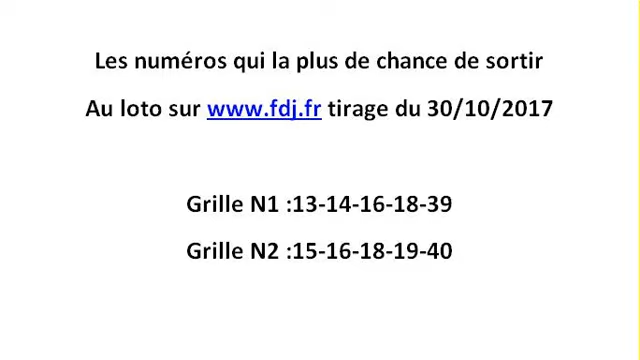 Les numéros qui la plus de chance de sortir
Au loto sur www.fdj.fr tirage du 30/10/2017
Grille N1 :13-14-16-18-39
Grille N2 :15-16-18-19-40